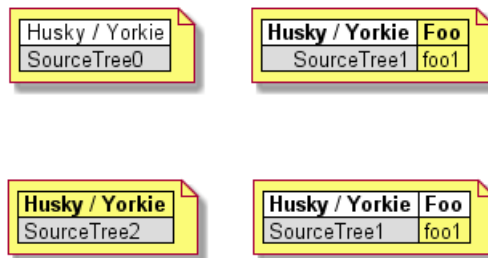 Husky / Yorkie
SourceTree0
Husky / Yorkie Foo
SourceTree1 foo1
Husky / Yorkie
SourceTree2
Husky / Yorkie Foo
SourceTree1 foo1